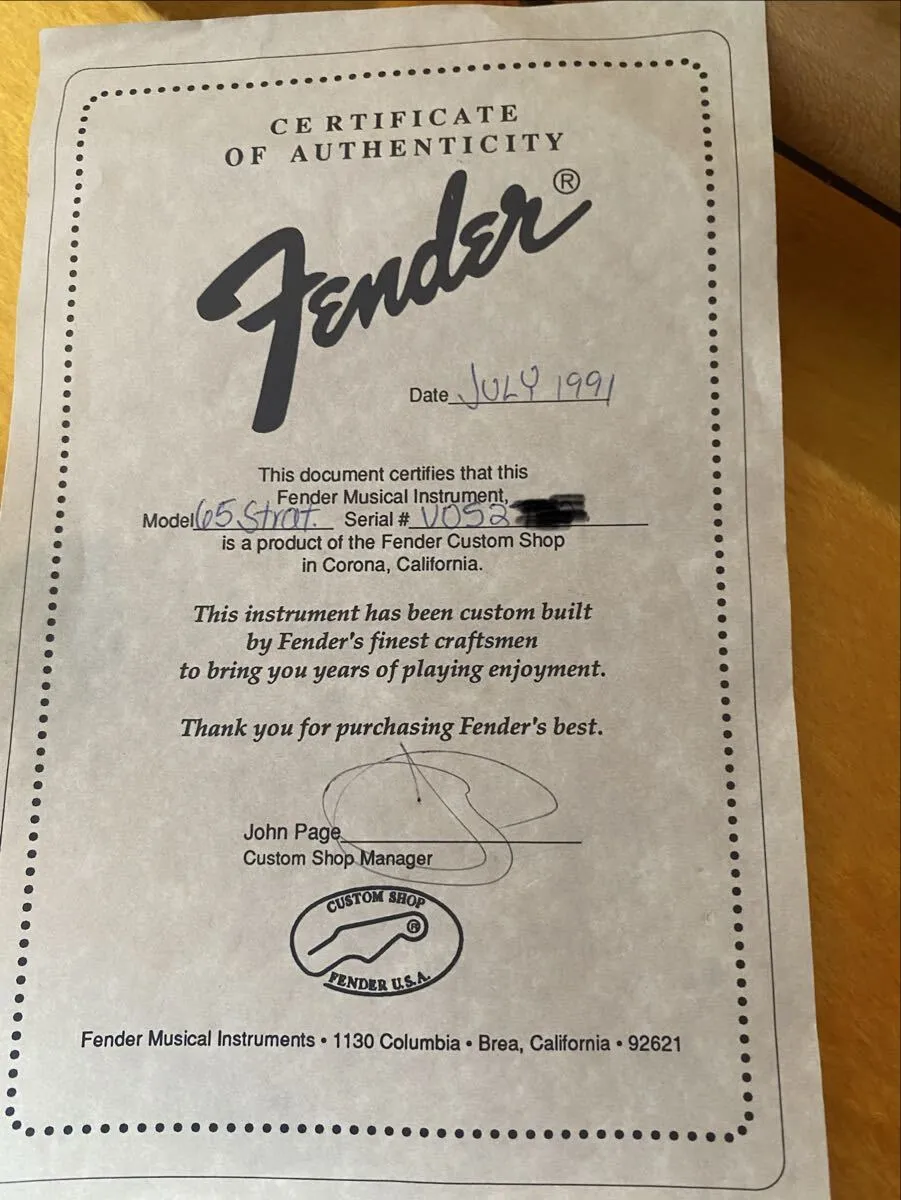 CERTIFICATE
OF AUTHENTICITY
Fender®
Date JULY 1991
This document certifies that this
Fender Musical Instrument,
Model 65 Strat. Serial # V052
is a product of the Fender Custom Shop
in Corona, California.
This instrument has been custom built
by Fender's finest craftsmen
to bring you years of playing enjoyment.
Thank you for purchasing Fender's best.
John Page
Custom Shop Manager
CUSTOM SHOP
®
FENDER U.S.A.
Fender Musical Instruments • 1130 Columbia • Brea, California • 92621